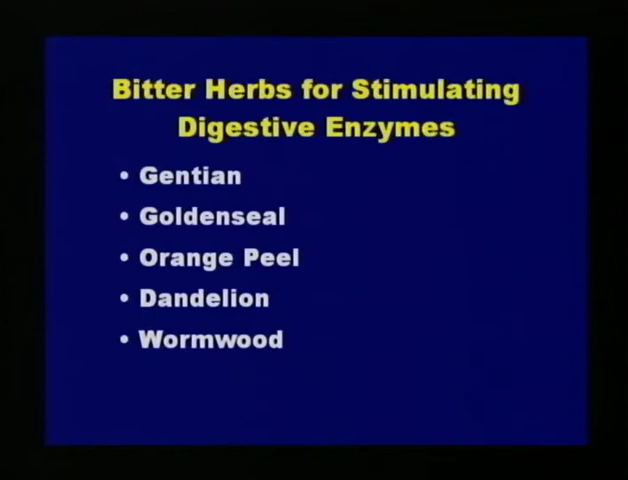 Bitter Herbs for Stimulating
Digestive Enzymes
• Gentian
• Goldenseal
• Orange Peel
• Dandelion
• Wormwood